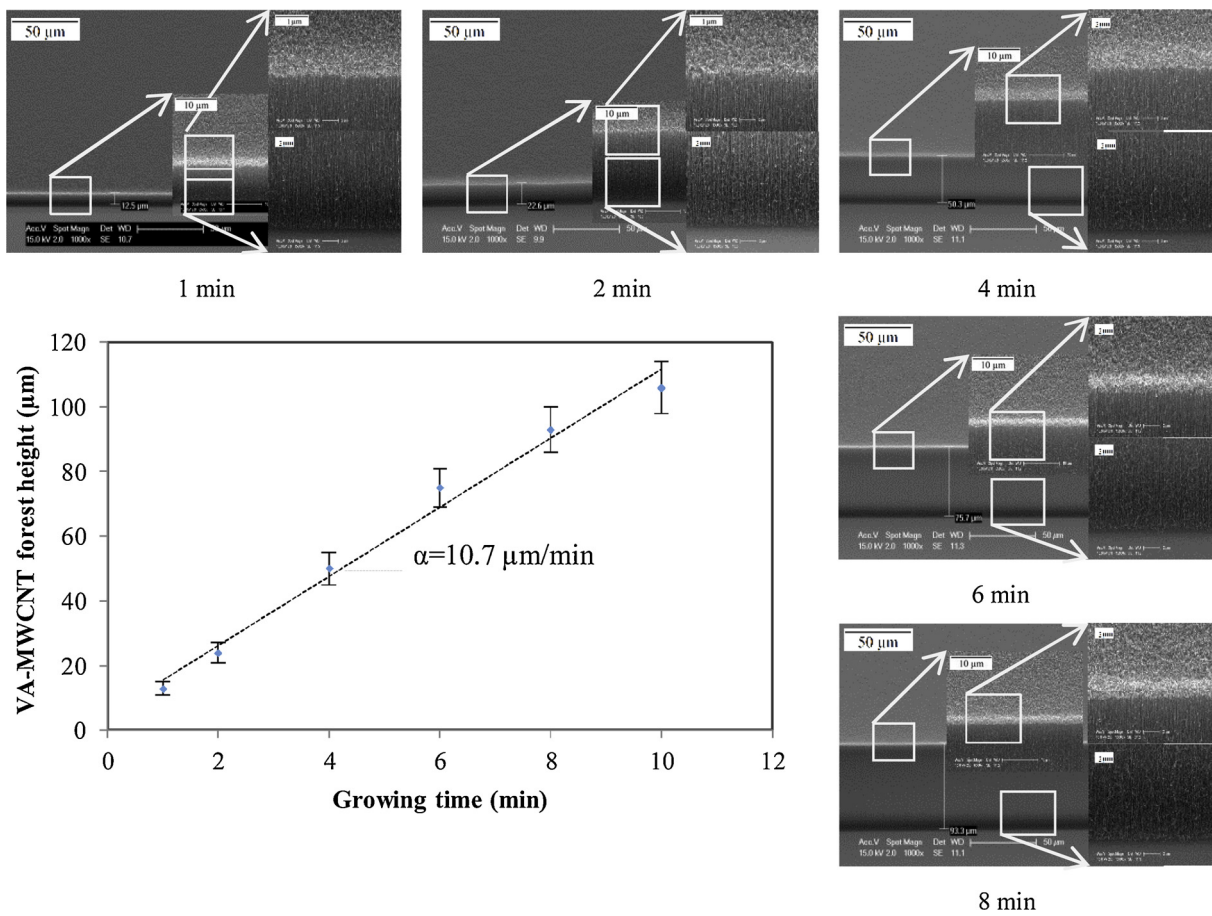 50 µm
1µm
10 µm
2µm
12.5 µm
Acc.V Spot Magn Det WD 50 µm
15.0 kV 2.0 1000x SE 10.7
1 min
50 µm
1µm
10 µm
2µm
22.6 µm
Acc.V Spot Magn Det WD 50 µm
15.0 kV 2.0 1000x SE 9.9
2 min
50 µm
10 µm
50.3 µm
Acc.V Spot Magn Det WD 50 µm
15.0 kV 2.0 1000x SE 11.1
4 min
120
100
80
60
40
20
0
0 2 4 6 8 10 12
VA-MWCNT forest height (µm)
α=10.7 µm/min
Growing time (min)
50 µm
10 µm
75.7 µm
Acc.V Spot Magn Det WD 50 µm
15.0 kV 2.0 1000x SE 11.3
6 min
50 µm
10 µm
93.3 µm
Acc.V Spot Magn Det WD 50 µm
15.0 kV 2.0 1000x SE 11.1
8 min